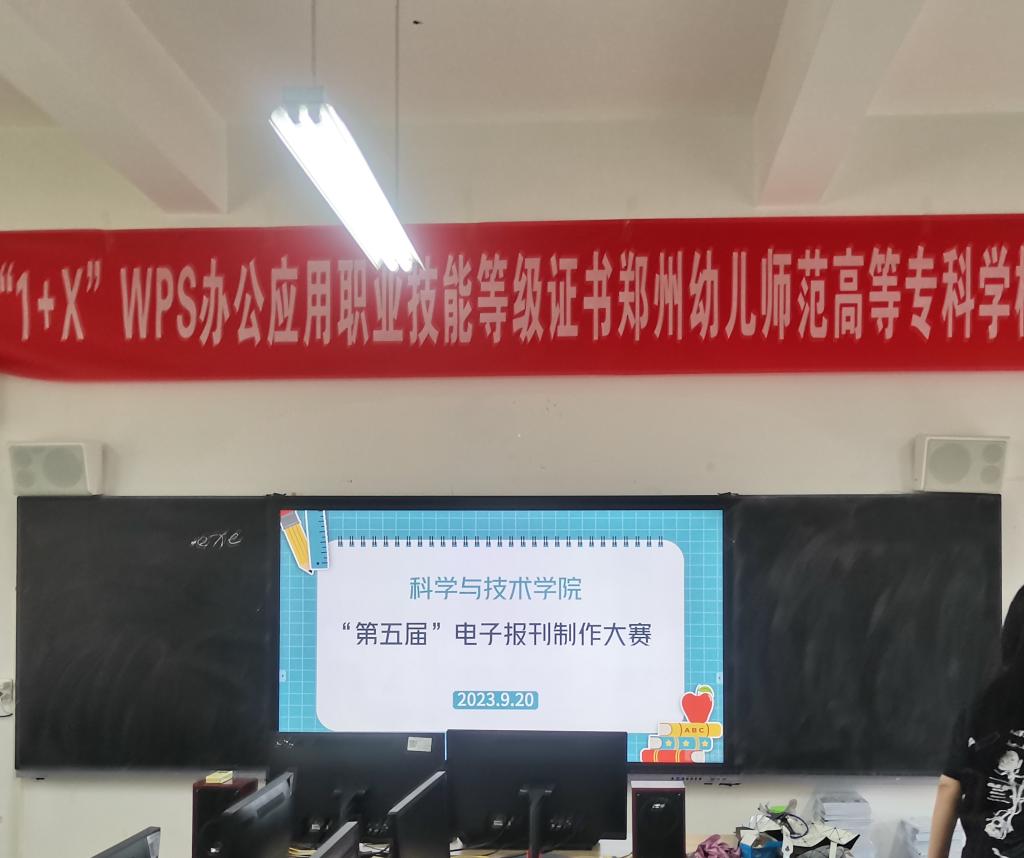 “1+X”WPS办公应用职业技能等级证书郑州幼儿师范高等专科学校
.exe
科学与技术学院
“第五届”电子报刊制作大赛
2023.9.20
ABC